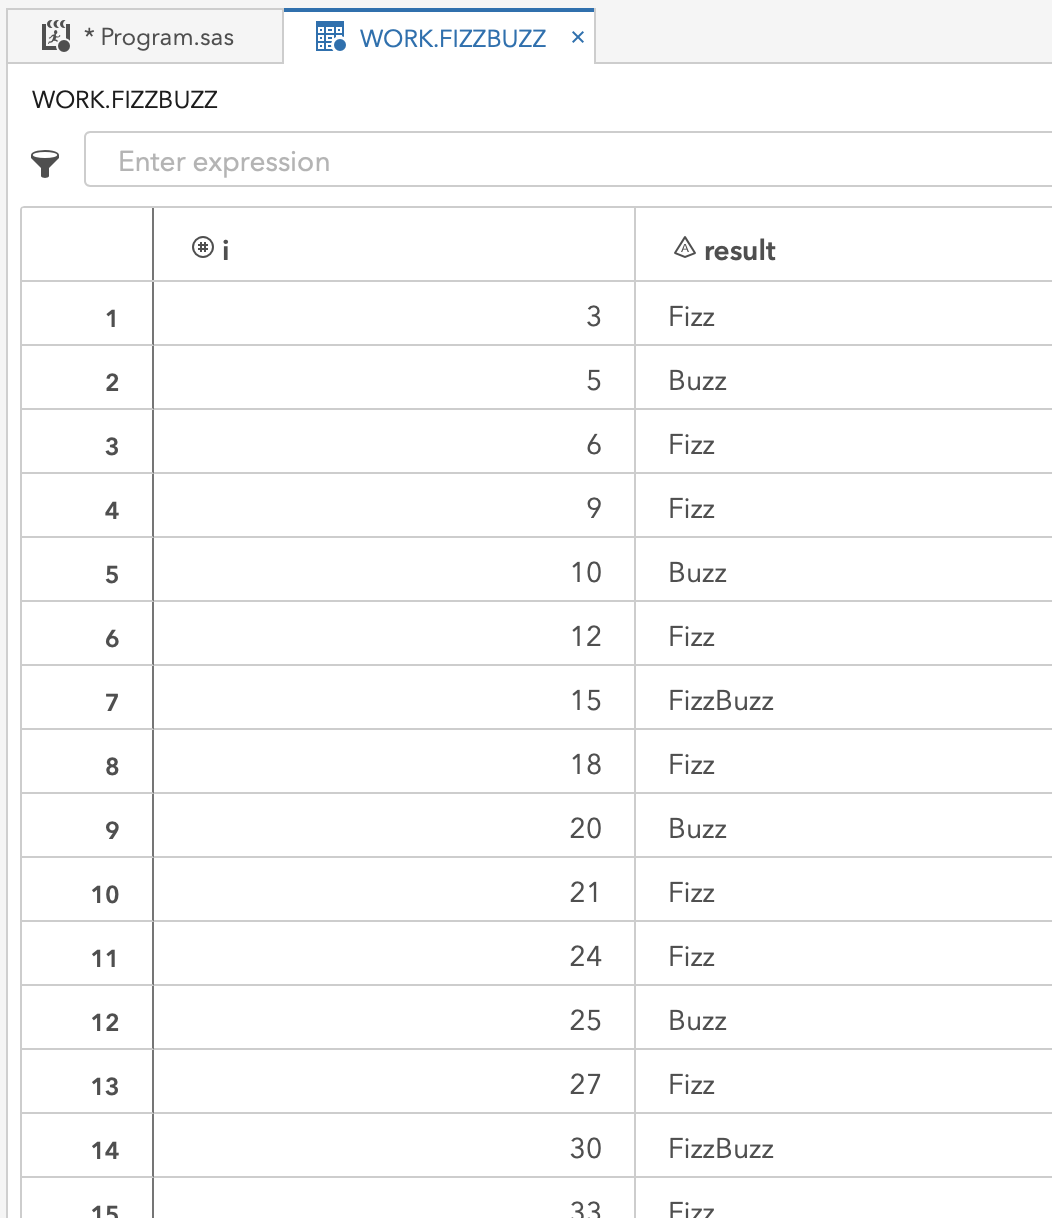 * Program.sas WORK.FIZZBUZZ ×
WORK.FIZZBUZZ
Enter expression
i result
1 3 Fizz
2 5 Buzz
3 6 Fizz
4 9 Fizz
5 10 Buzz
6 12 Fizz
7 15 FizzBuzz
8 18 Fizz
9 20 Buzz
10 21 Fizz
11 24 Fizz
12 25 Buzz
13 27 Fizz
14 30 FizzBuzz
15 33 Fizz